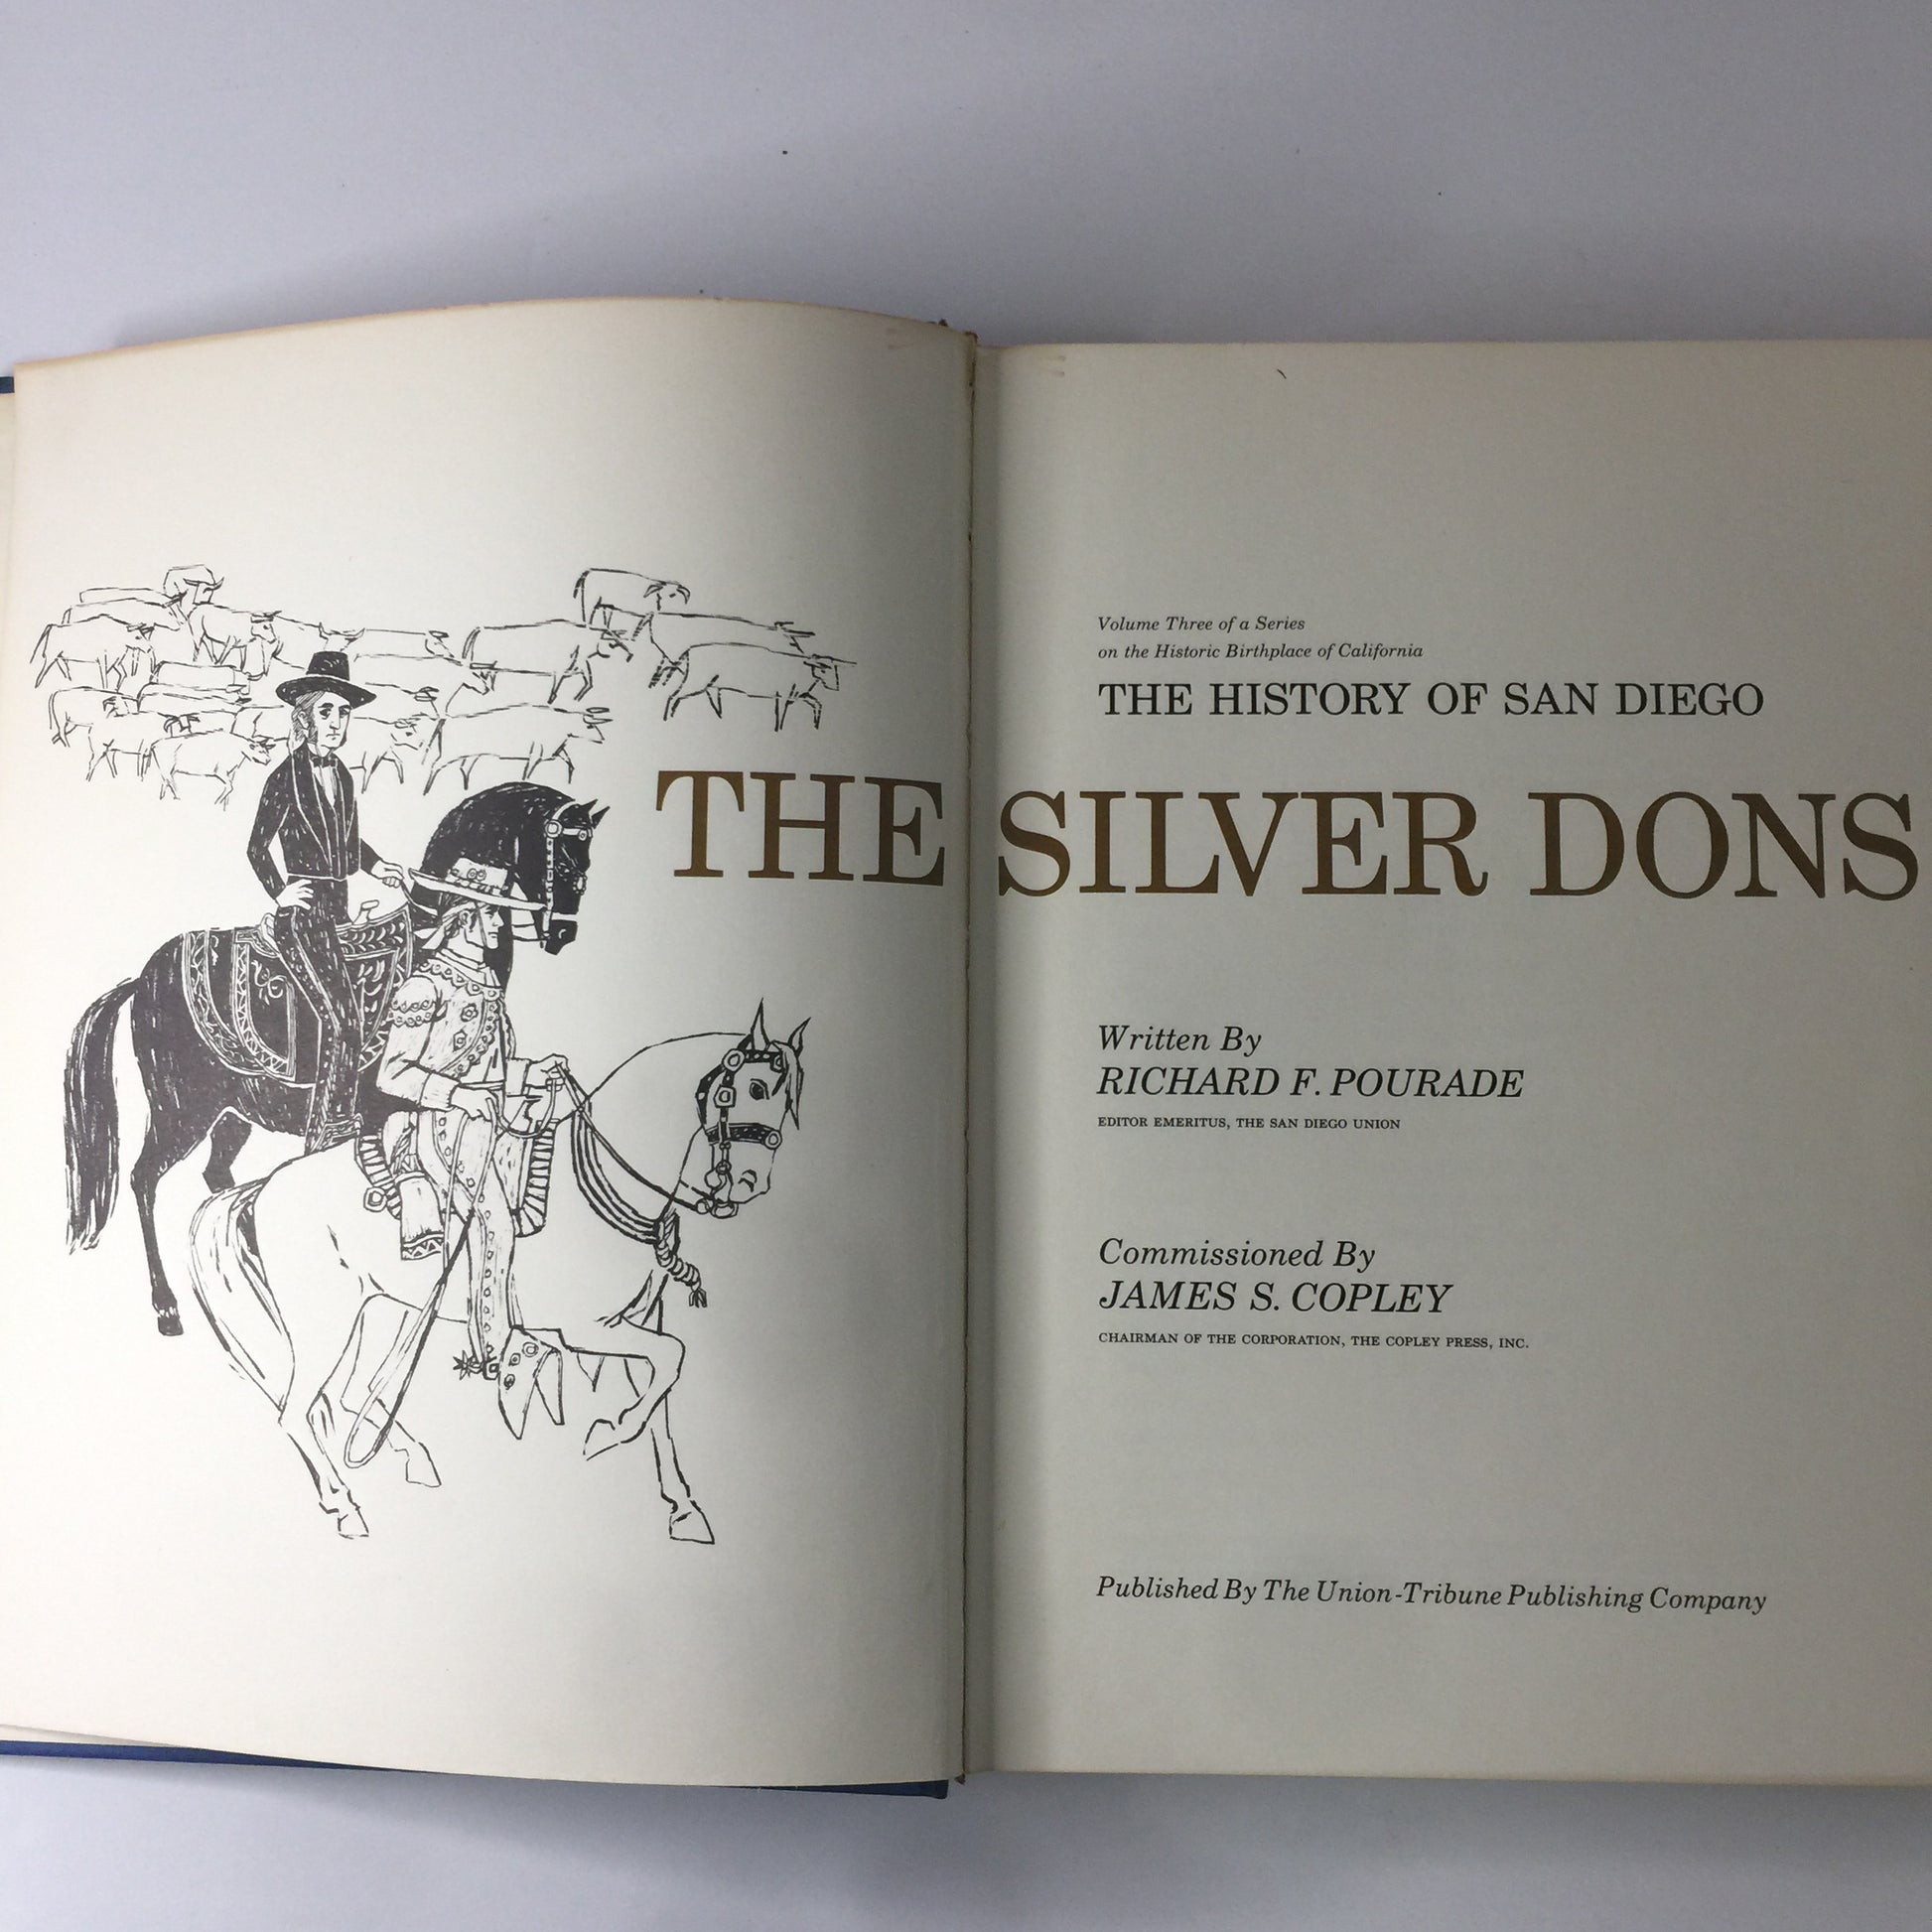 Volume Three of a Series
on the Historic Birthplace of California
THE HISTORY OF SAN DIEGO
THE SILVER DONS
Written By
RICHARD F. POURADE
EDITOR EMERITUS, THE SAN DIEGO UNION
Commissioned By
JAMES S. COPLEY
CHAIRMAN OF THE CORPORATION, THE COPLEY PRESS, INC.
Published By The Union-Tribune Publishing Company